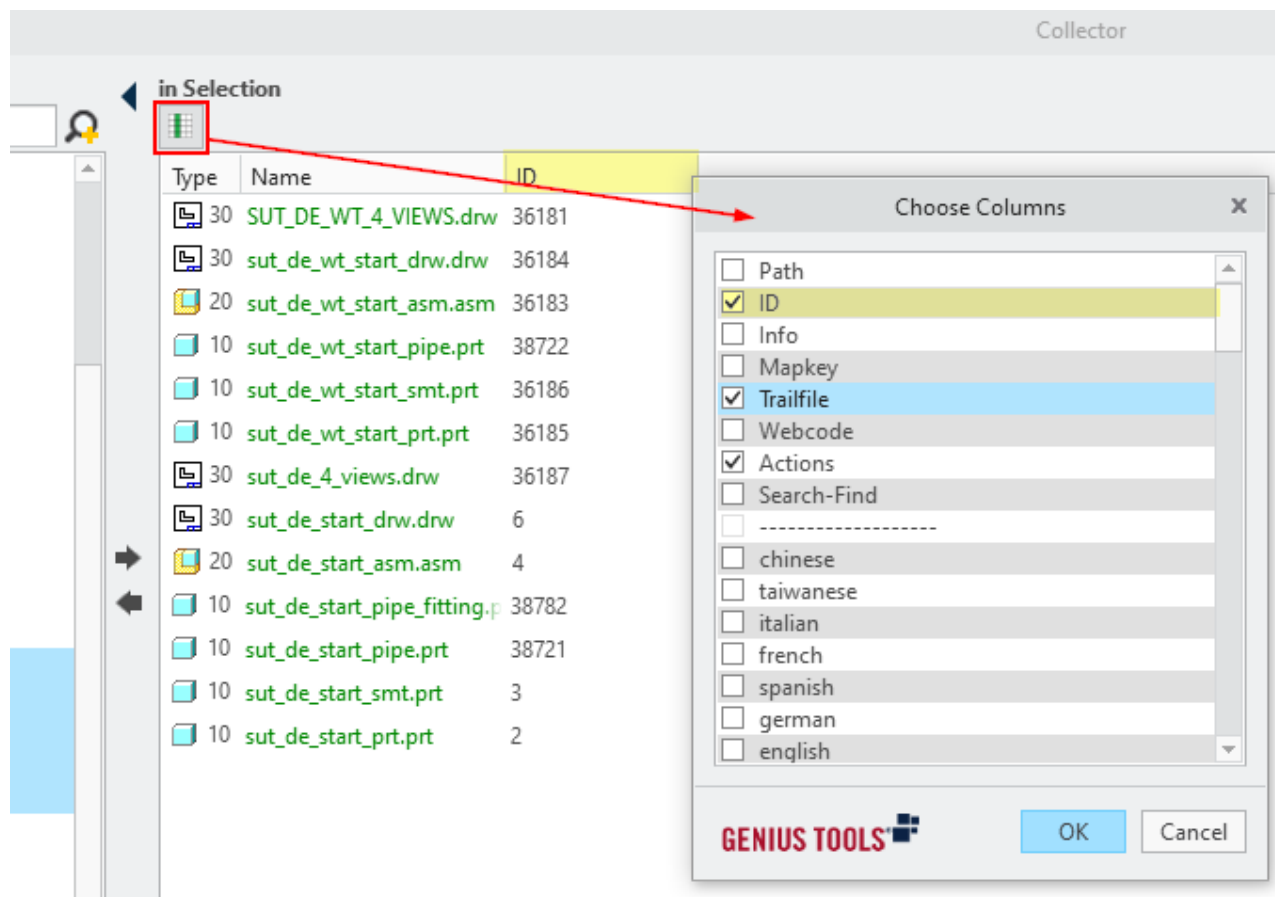 Collector
in Selection
Type Name ID
30 SUT_DE_WT_4_VIEWS.drw 36181
30 sut_de_wt_start_drw.drw 36184
20 sut_de_wt_start_asm.asm 36183
10 sut_de_wt_start_pipe.prt 38722
10 sut_de_wt_start_smt.prt 36186
10 sut_de_wt_start_prt.prt 36185
30 sut_de_4_views.drw 36187
30 sut_de_start_drw.drw 6
20 sut_de_start_asm.asm 4
10 sut_de_start_pipe_fitting.p 38782
10 sut_de_start_pipe.prt 38721
10 sut_de_start_smt.prt 3
10 sut_de_start_prt.prt 2
Choose Columns
Path
ID
Info
Mapkey
Trailfile
Webcode
Actions
Search-Find
-------------------
chinese
taiwanese
italian
french
spanish
german
english
GENIUS TOOLS
OK Cancel